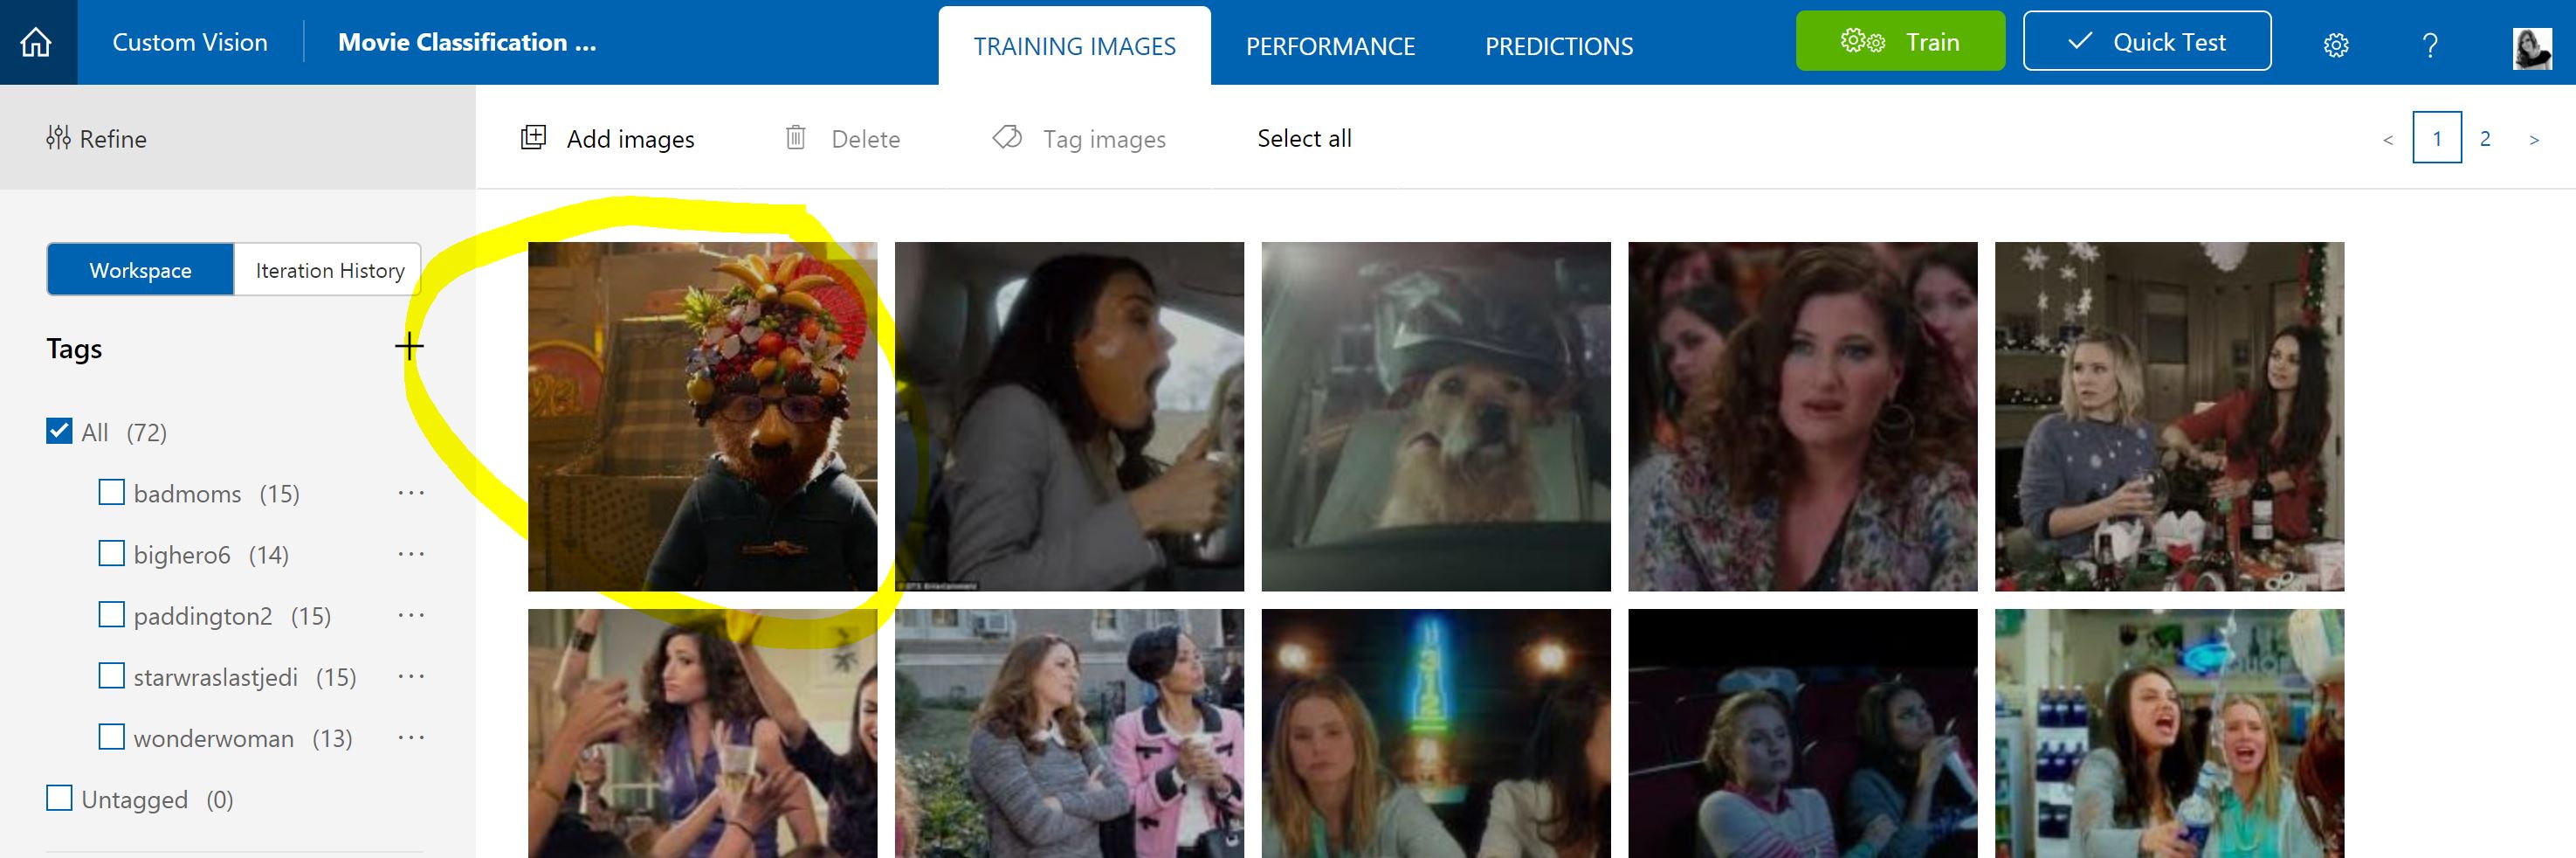 Custom Vision
Movie Classification ...
TRAINING IMAGES
PERFORMANCE
PREDICTIONS
Train
Quick Test
?
Refine
Add images
Delete
Tag images
Select all
< 1 2 >
Workspace
Iteration History
Tags +
All (72)
badmoms (15) ...
bighero6 (14) ...
paddington2 (15) ...
starwraslastjedi (15) ...
wonderwoman (13) ...
Untagged (0)